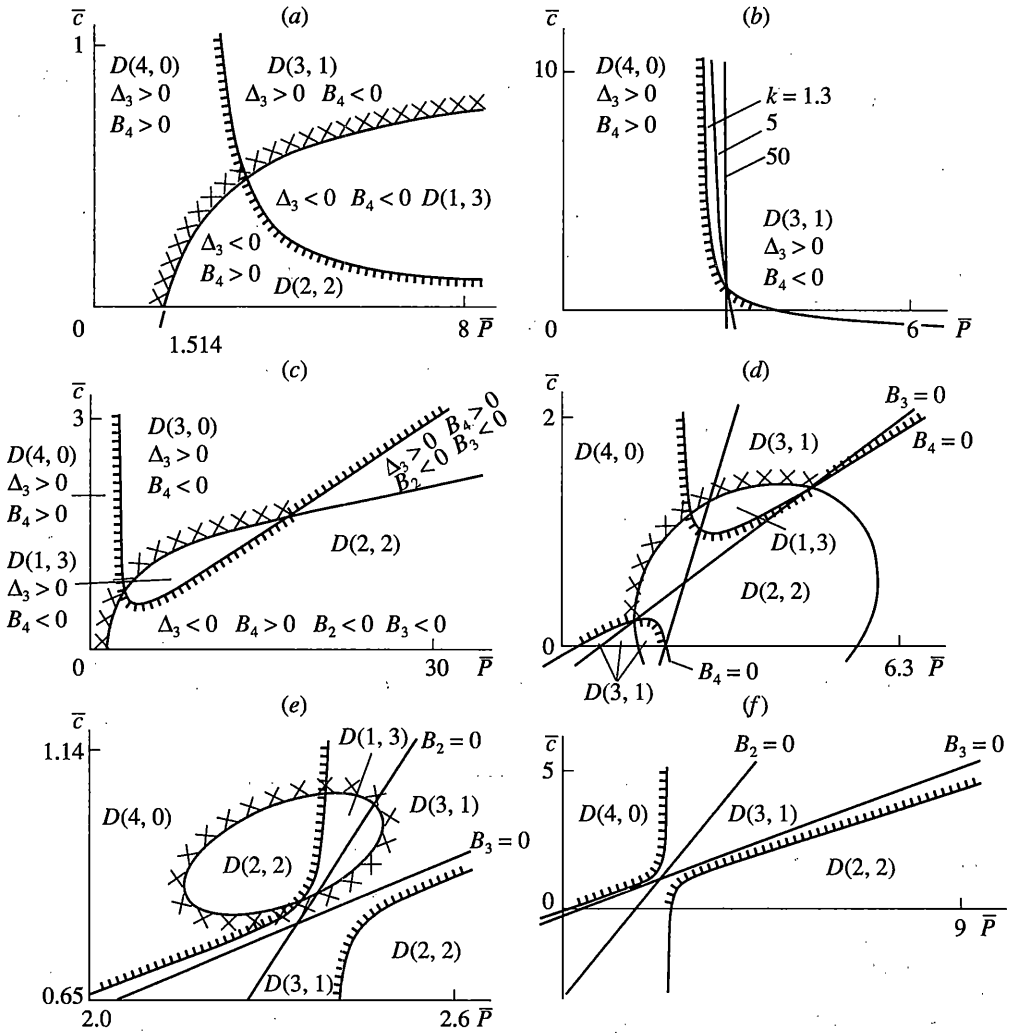 (a)
c̅
1
D(4, 0)
Δ₃ > 0
B₄ > 0
D(3, 1)
Δ₃ > 0 B₄ < 0
Δ₃ < 0 B₄ < 0 D(1, 3)
Δ₃ < 0
B₄ > 0
D(2, 2)
0
8 P̅
1.514
(b)
c̅
10
D(4, 0)
Δ₃ > 0
B₄ > 0
k = 1.3
5
50
D(3, 1)
Δ₃ > 0
B₄ < 0
0
6 P̅
(c)
c̅
3
D(4, 0)
Δ₃ > 0
B₄ > 0
D(3, 0)
Δ₃ > 0
B₄ < 0
Δ₃ > 0 B₄ > 0
B₂ < 0 B₃ < 0
D(1, 3)
Δ₃ > 0
B₄ < 0
D(2, 2)
Δ₃ < 0 B₄ > 0 B₂ < 0 B₃ < 0
0
30 P̅
(d)
c̅
2
D(4, 0)
D(3, 1)
B₃ = 0
B₄ = 0
D(1, 3)
D(2, 2)
0
6.3 P̅
D(3, 1)
B₄ = 0
(e)
c̅
1.14
D(4, 0)
D(1, 3)
B₂ = 0
D(3, 1)
B₃ = 0
D(2, 2)
D(2, 2)
D(3, 1)
0.65
2.0
2.6 P̅
(f)
c̅
5
D(4, 0)
B₂ = 0
D(3, 1)
B₃ = 0
D(2, 2)
0
9 P̅